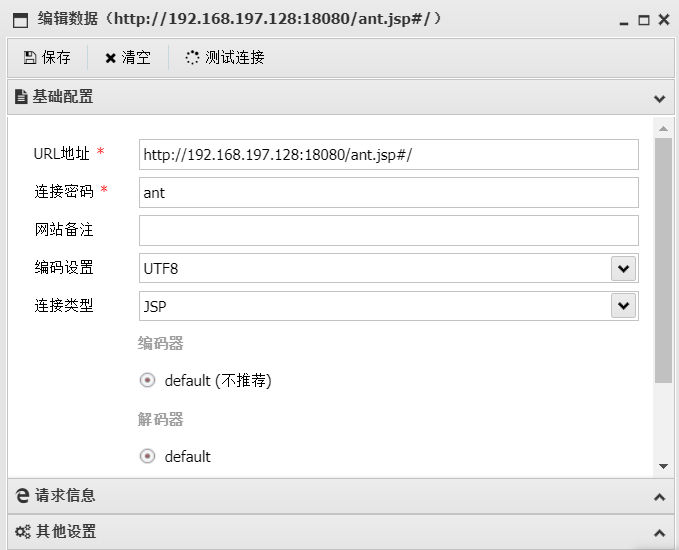 编辑数据（http://192.168.197.128:18080/ant.jsp#/）
保存 清空 测试连接
基础配置
URL地址 * http://192.168.197.128:18080/ant.jsp#/
连接密码 * ant
网站备注
编码设置 UTF8
连接类型 JSP
编码器
default (不推荐)
解码器
default
请求信息
其他设置